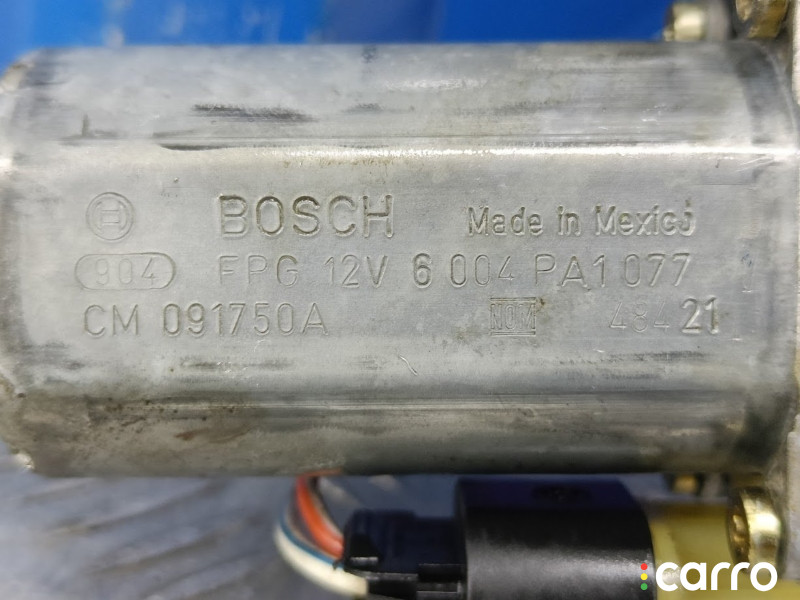 BOSCH Made in Mexico
904 FPG 12V 6 004 PA1 077
CM 091750A NOM 48421
carro